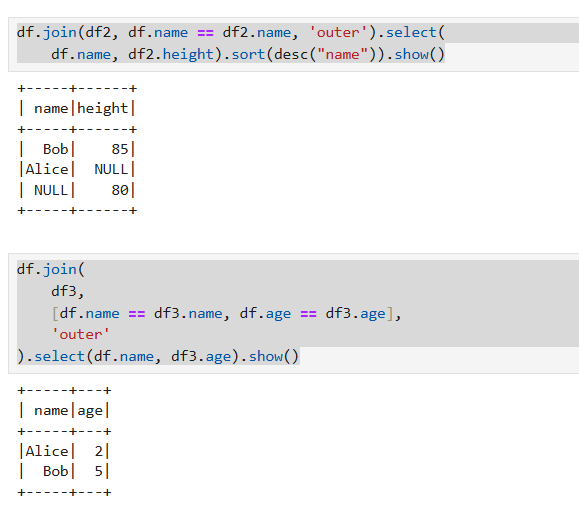 df.join(df2, df.name == df2.name, 'outer').select(
    df.name, df2.height).sort(desc("name")).show()
+-----+------+
| name|height|
+-----+------+
|  Bob|    85|
|Alice|  NULL|
| NULL|    80|
+-----+------+
df.join(
    df3,
    [df.name == df3.name, df.age == df3.age],
    'outer'
).select(df.name, df3.age).show()
+-----+---+
| name|age|
+-----+---+
|Alice|  2|
|  Bob|  5|
+-----+---+